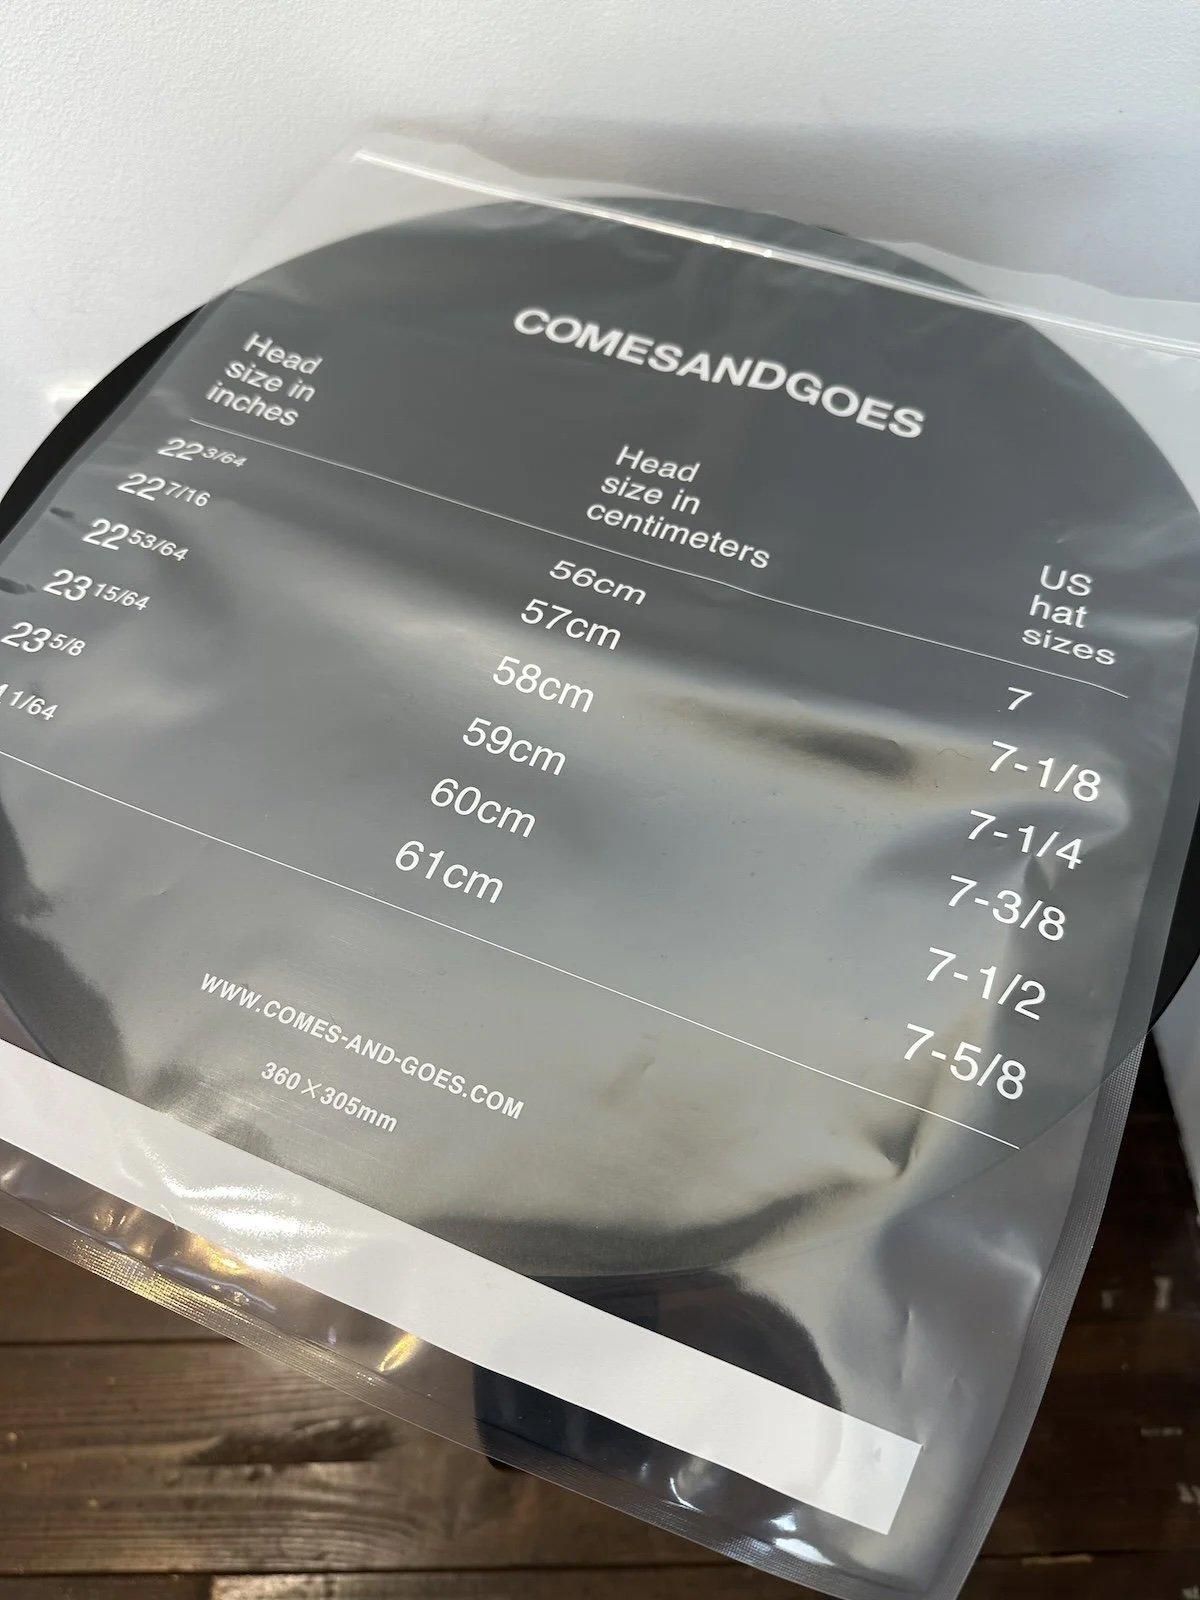 COMESANDGOES
Head
size in
inches
Head
size in
centimeters
US
hat
sizes
22 3/64 56cm 7
22 7/16 57cm 7-1/8
22 53/64 58cm 7-1/4
23 15/64 59cm 7-3/8
23 5/8 60cm 7-1/2
1/64 61cm 7-5/8
WWW.COMES-AND-GOES.COM
360×305mm